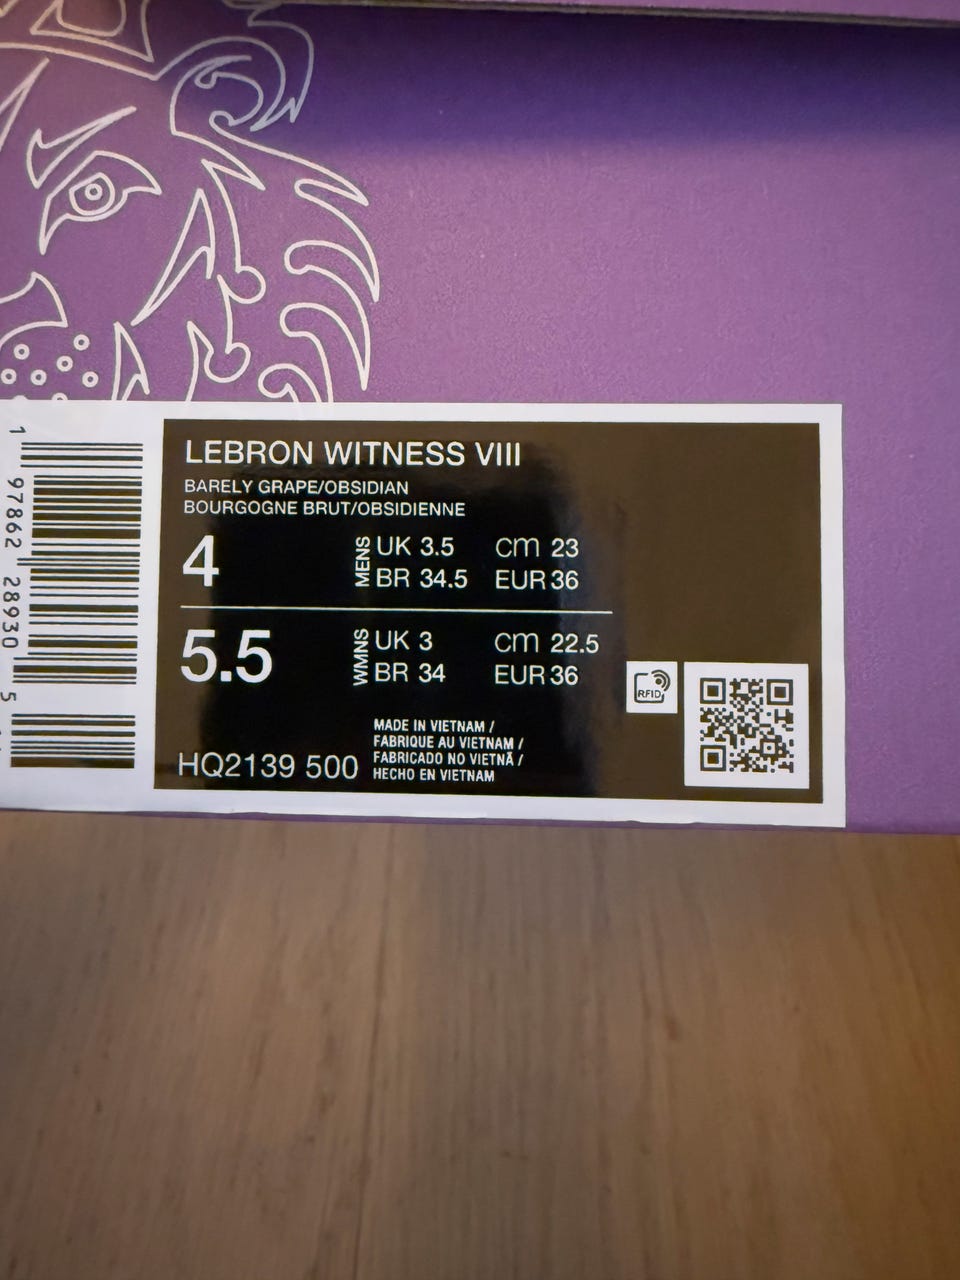 LEBRON WITNESS VIII
BARELY GRAPE/OBSIDIAN
BOURGOGNE BRUT/OBSIDIENNE
4 MENS UK 3.5 cm 23
BR 34.5 EUR 36
5.5 WMNS UK 3 cm 22.5
BR 34 EUR 36
RFID
MADE IN VIETNAM /
FABRIQUE AU VIETNAM /
FABRICADO NO VIETNÃ /
HECHO EN VIETNAM
HQ2139 500
1 97862 28930 5